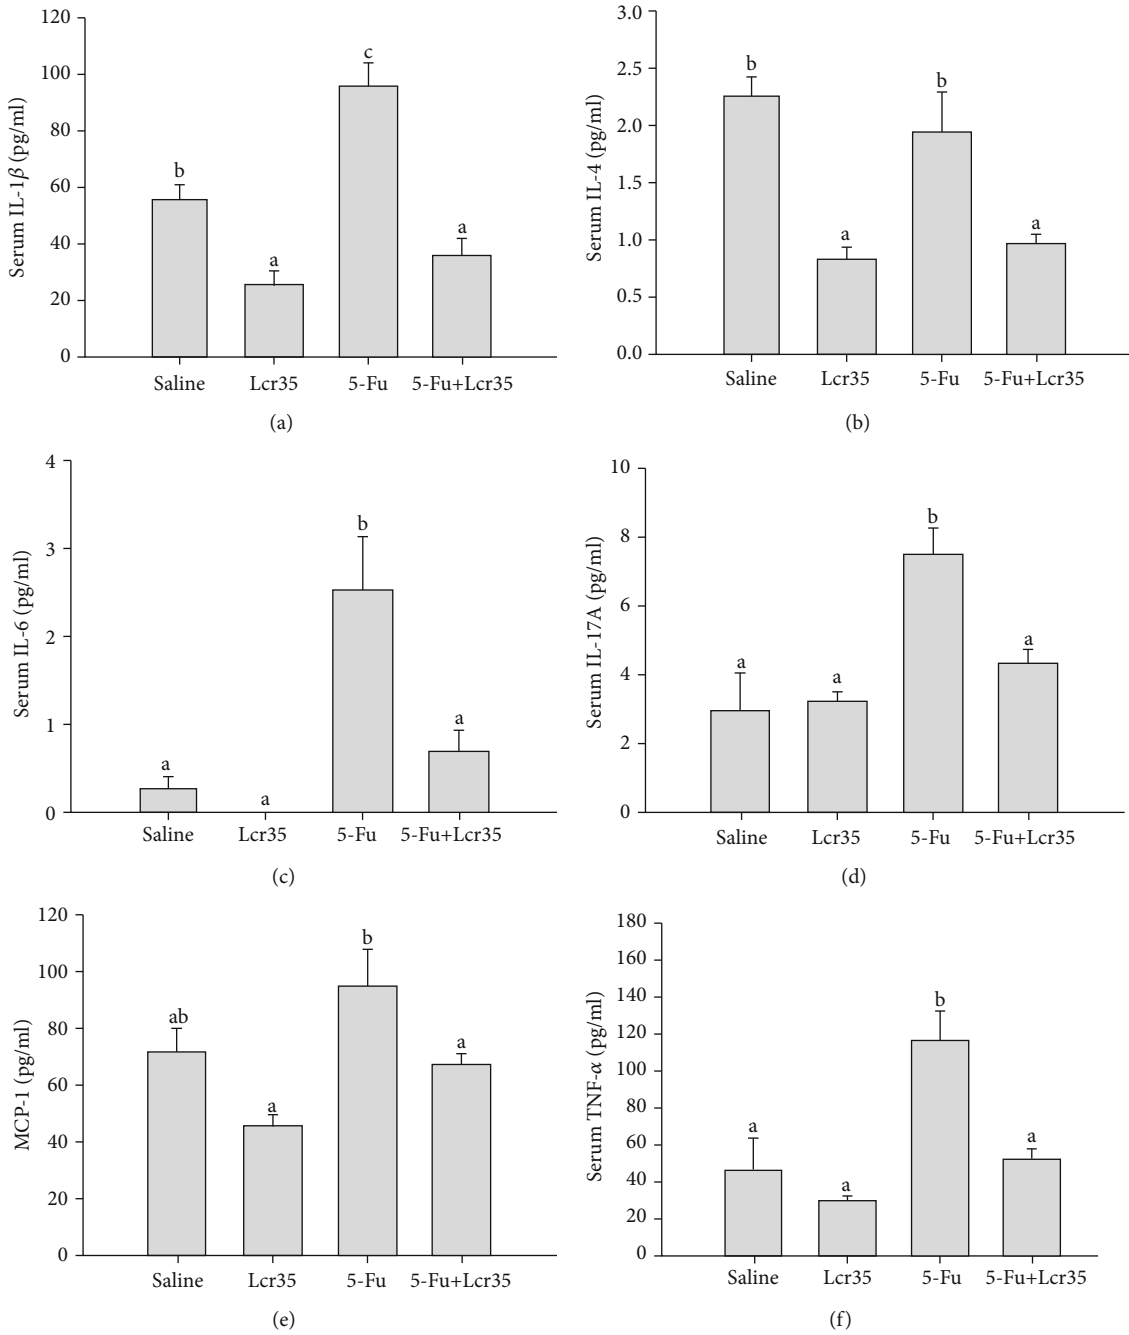 Serum IL-1β (pg/ml)
120
100
80
60
40
20
0
b
a
c
a
Saline Lcr35 5-Fu 5-Fu+Lcr35
(a)
Serum IL-4 (pg/ml)
3.0
2.5
2.0
1.5
1.0
0.5
0.0
b
a
b
a
Saline Lcr35 5-Fu 5-Fu+Lcr35
(b)
Serum IL-6 (pg/ml)
4
3
2
1
0
a
a
b
a
Saline Lcr35 5-Fu 5-Fu+Lcr35
(c)
Serum IL-17A (pg/ml)
10
8
6
4
2
0
a
a
b
a
Saline Lcr35 5-Fu 5-Fu+Lcr35
(d)
MCP-1 (pg/ml)
120
100
80
60
40
20
0
ab
a
b
a
Saline Lcr35 5-Fu 5-Fu+Lcr35
(e)
Serum TNF-α (pg/ml)
180
160
140
120
100
80
60
40
20
0
a
a
b
a
Saline Lcr35 5-Fu 5-Fu+Lcr35
(f)